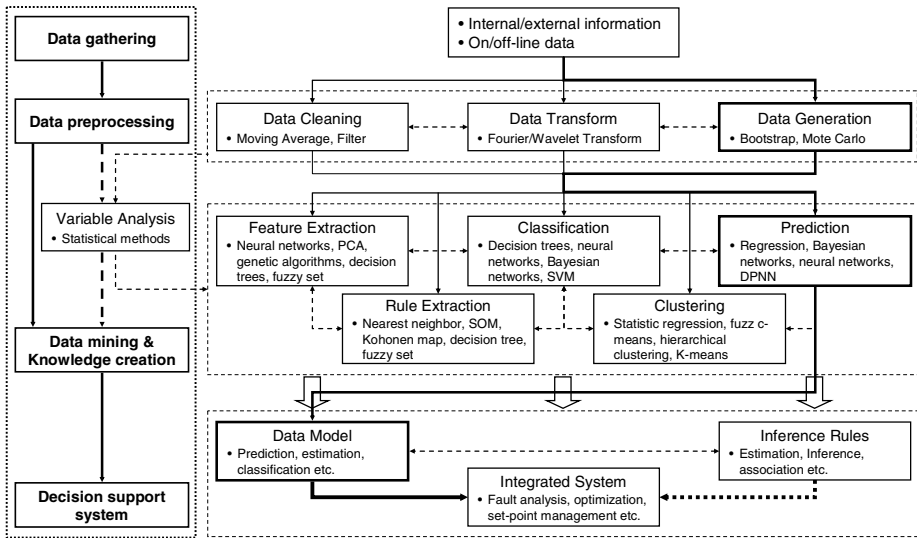 Data gathering
Data preprocessing
Variable Analysis
• Statistical methods
Data mining &
Knowledge creation
Decision support
system
• Internal/external information
• On/off-line data
Data Cleaning
• Moving Average, Filter
Data Transform
• Fourier/Wavelet Transform
Data Generation
• Bootstrap, Mote Carlo
Feature Extraction
• Neural networks, PCA,
genetic algorithms, decision
trees, fuzzy set
Classification
• Decision trees, neural
networks, Bayesian
networks, SVM
Prediction
• Regression, Bayesian
networks, neural networks,
DPNN
Rule Extraction
• Nearest neighbor, SOM,
Kohonen map, decision tree,
fuzzy set
Clustering
• Statistic regression, fuzz c-
means, hierarchical
clustering, K-means
Data Model
• Prediction, estimation,
classification etc.
Inference Rules
• Estimation, Inference,
association etc.
Integrated System
• Fault analysis, optimization,
set-point management etc.